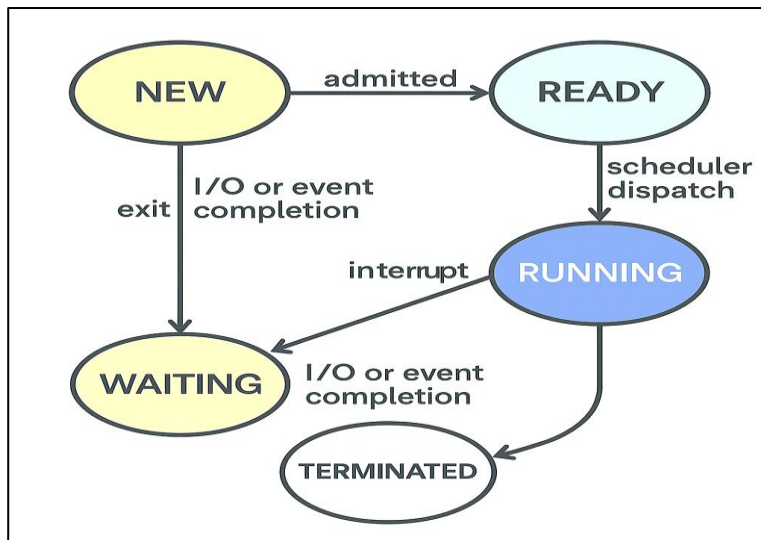 NEW
admitted
READY
exit
I/O or event
completion
scheduler
dispatch
interrupt
RUNNING
WAITING
I/O or event
completion
TERMINATED